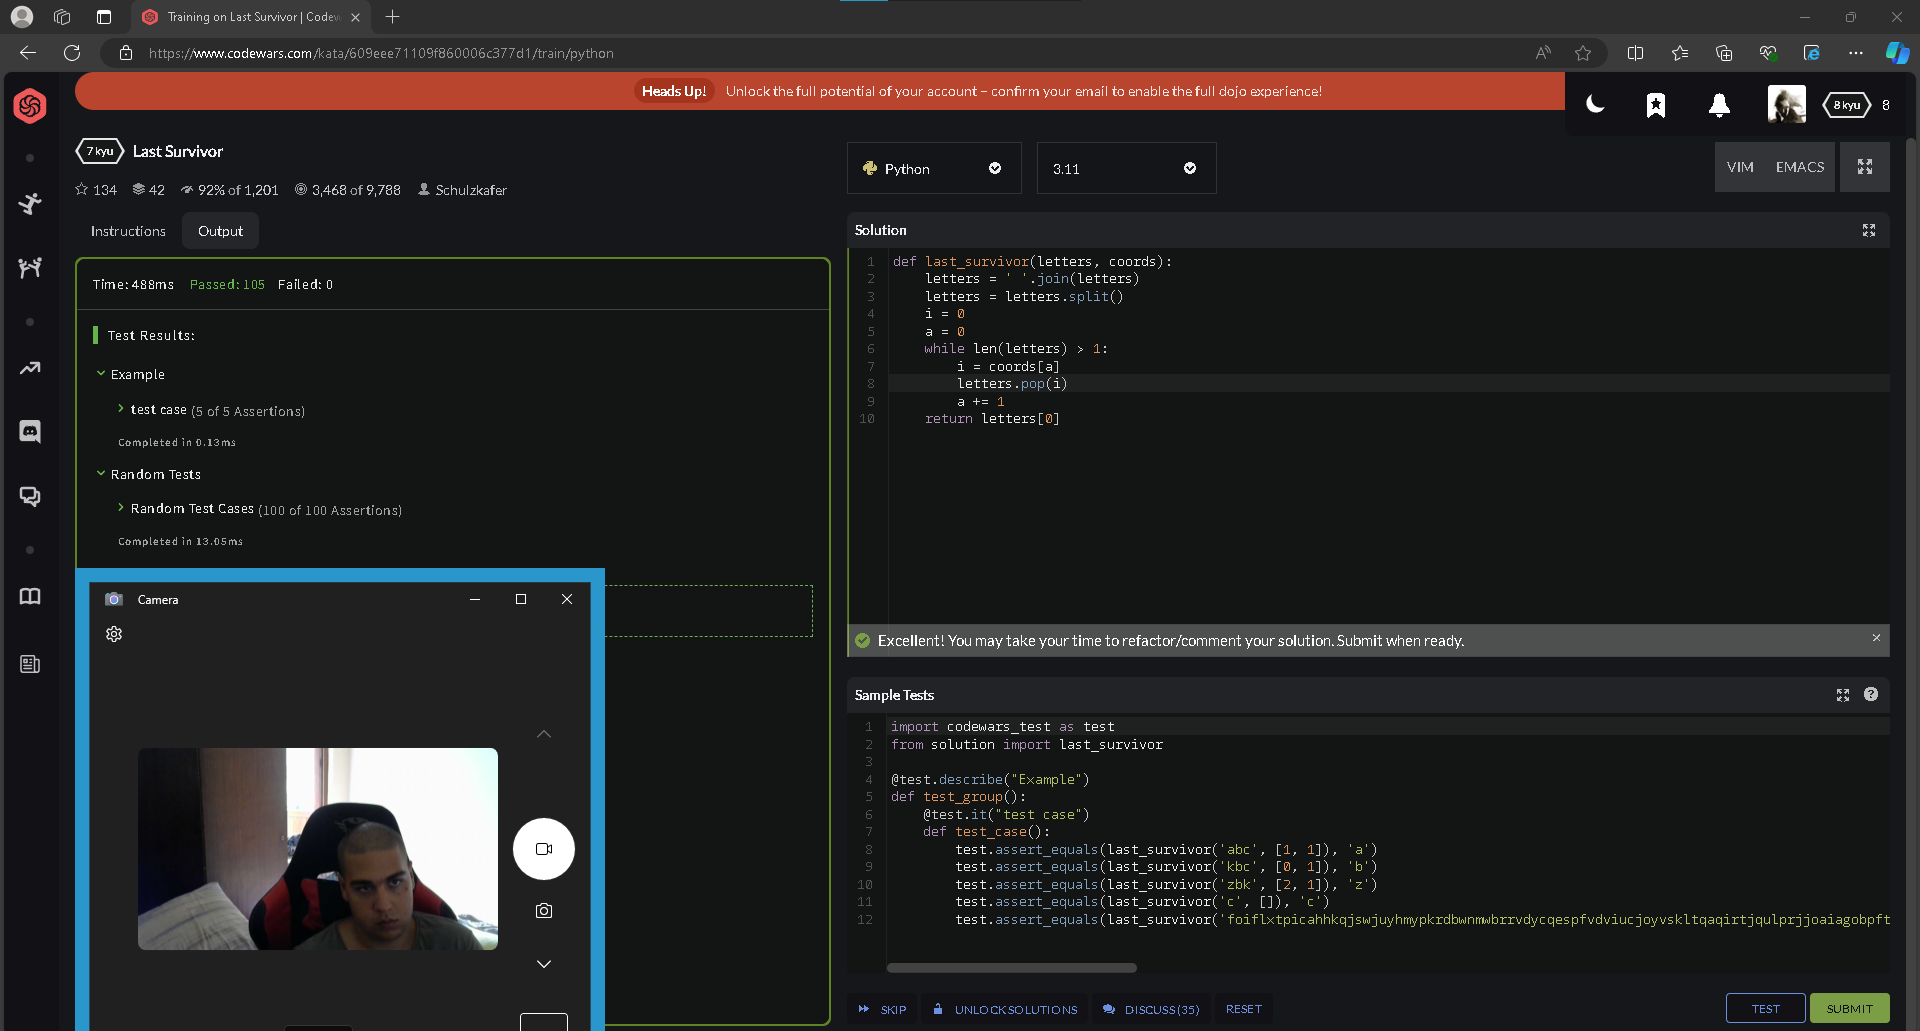 Training on Last Survivor | Codew
https://www.codewars.com/kata/609eee71109f860006c377d1/train/python
Heads Up! Unlock the full potential of your account – confirm your email to enable the full dojo experience!
8 kyu 8
7 kyu Last Survivor
134 42 92% of 1,201 3,468 of 9,788 Schulzkafer
Instructions Output
Time: 488ms Passed: 105 Failed: 0
Test Results:
Example
test case (5 of 5 Assertions)
Completed in 0.13ms
Random Tests
Random Test Cases (100 of 100 Assertions)
Completed in 13.05ms
Camera
Python 3.11 VIM EMACS
Solution
1 def last_survivor(letters, coords):
2 letters = ' '.join(letters)
3 letters = letters.split()
4 i = 0
5 a = 0
6 while len(letters) > 1:
7 i = coords[a]
8 letters.pop(i)
9 a += 1
10 return letters[0]
Excellent! You may take your time to refactor/comment your solution. Submit when ready.
Sample Tests
1 import codewars_test as test
2 from solution import last_survivor
3
4 @test.describe("Example")
5 def test_group():
6 @test.it("test case")
7 def test_case():
8 test.assert_equals(last_survivor('abc', [1, 1]), 'a')
9 test.assert_equals(last_survivor('kbc', [0, 1]), 'b')
10 test.assert_equals(last_survivor('zbk', [2, 1]), 'z')
11 test.assert_equals(last_survivor('c', []), 'c')
12 test.assert_equals(last_survivor('foiflxtpicahhkqjswjuyhmypkrdbwnmwbrrvdycqespfvdviucjoyvskltqaqirtjqulprjjoaiagobpft
SKIP UNLOCK SOLUTIONS DISCUSS (35) RESET TEST SUBMIT